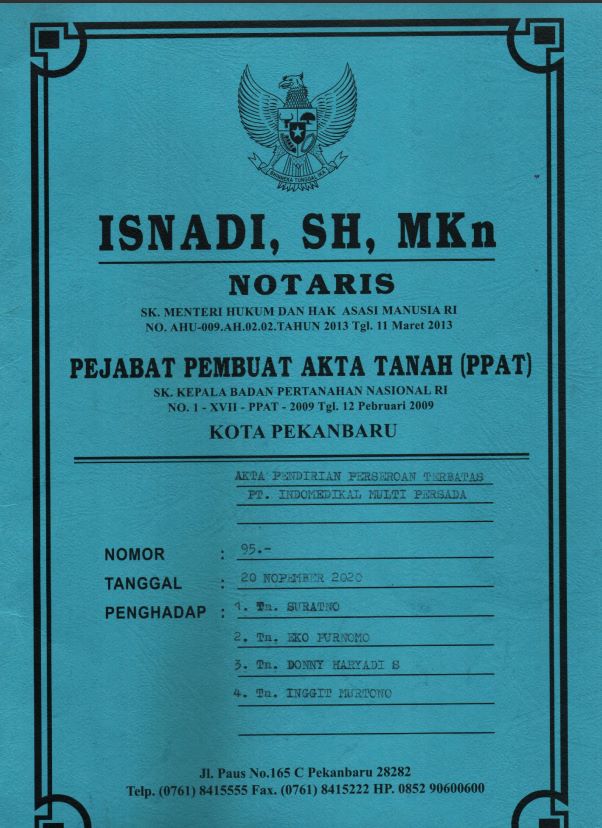 BHINNEKA TUNGGAL IKA
ISNADI, SH, MKn
NOTARIS
SK. MENTERI HUKUM DAN HAK ASASI MANUSIA RI
NO. AHU-009.AH.02.02.TAHUN 2013 Tgl. 11 Maret 2013
PEJABAT PEMBUAT AKTA TANAH (PPAT)
SK. KEPALA BADAN PERTANAHAN NASIONAL RI
NO. 1 - XVII - PPAT - 2009 Tgl. 12 Pebruari 2009
KOTA PEKANBARU
AKTA PENDIRIAN PERSEROAN TERBATAS
PT. INDOMEDIKAL MULTI PERSADA
NOMOR : 95.-
TANGGAL : 20 NOPEMBER 2020
PENGHADAP : 1. Tn. SURATNO
2. Tn. EKO PURNOMO
3. Tn. DONNY HARYADI S
4. Tn. INGGIT MURTONO
Jl. Paus No.165 C Pekanbaru 28282
Telp. (0761) 8415555 Fax. (0761) 8415222 HP. 0852 90600600